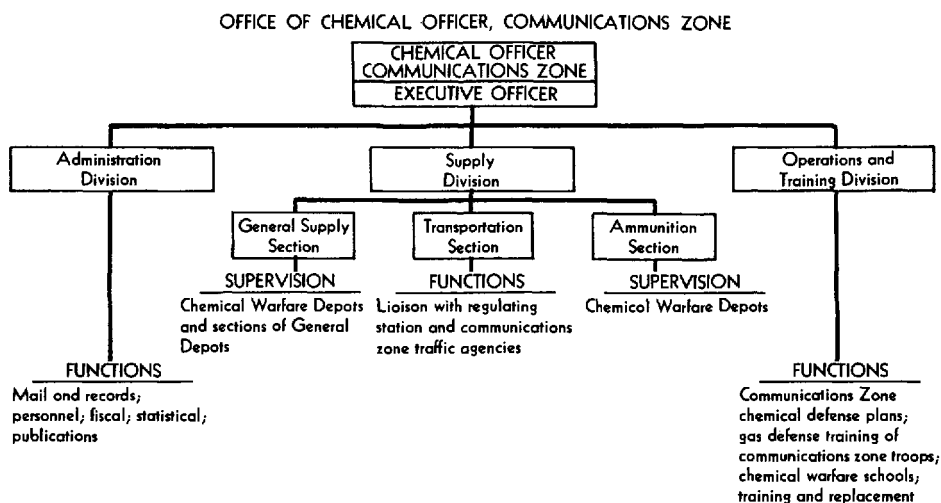 OFFICE OF CHEMICAL OFFICER, COMMUNICATIONS ZONE
CHEMICAL OFFICER
COMMUNICATIONS ZONE
EXECUTIVE OFFICER
Administration
Division
Supply
Division
Operations and
Training Division
General Supply
Section
Transportation
Section
Ammunition
Section
SUPERVISION
Chemical Warfare Depots
and sections of General
Depots
FUNCTIONS
Liaison with regulating
station and communications
zone traffic agencies
SUPERVISION
Chemical Warfare Depots
FUNCTIONS
Mail and records;
personnel; fiscal; statistical;
publications
FUNCTIONS
Communications Zone
chemical defense plans;
gas defense training of
communications zone troops;
chemical warfare schools;
training and replacement